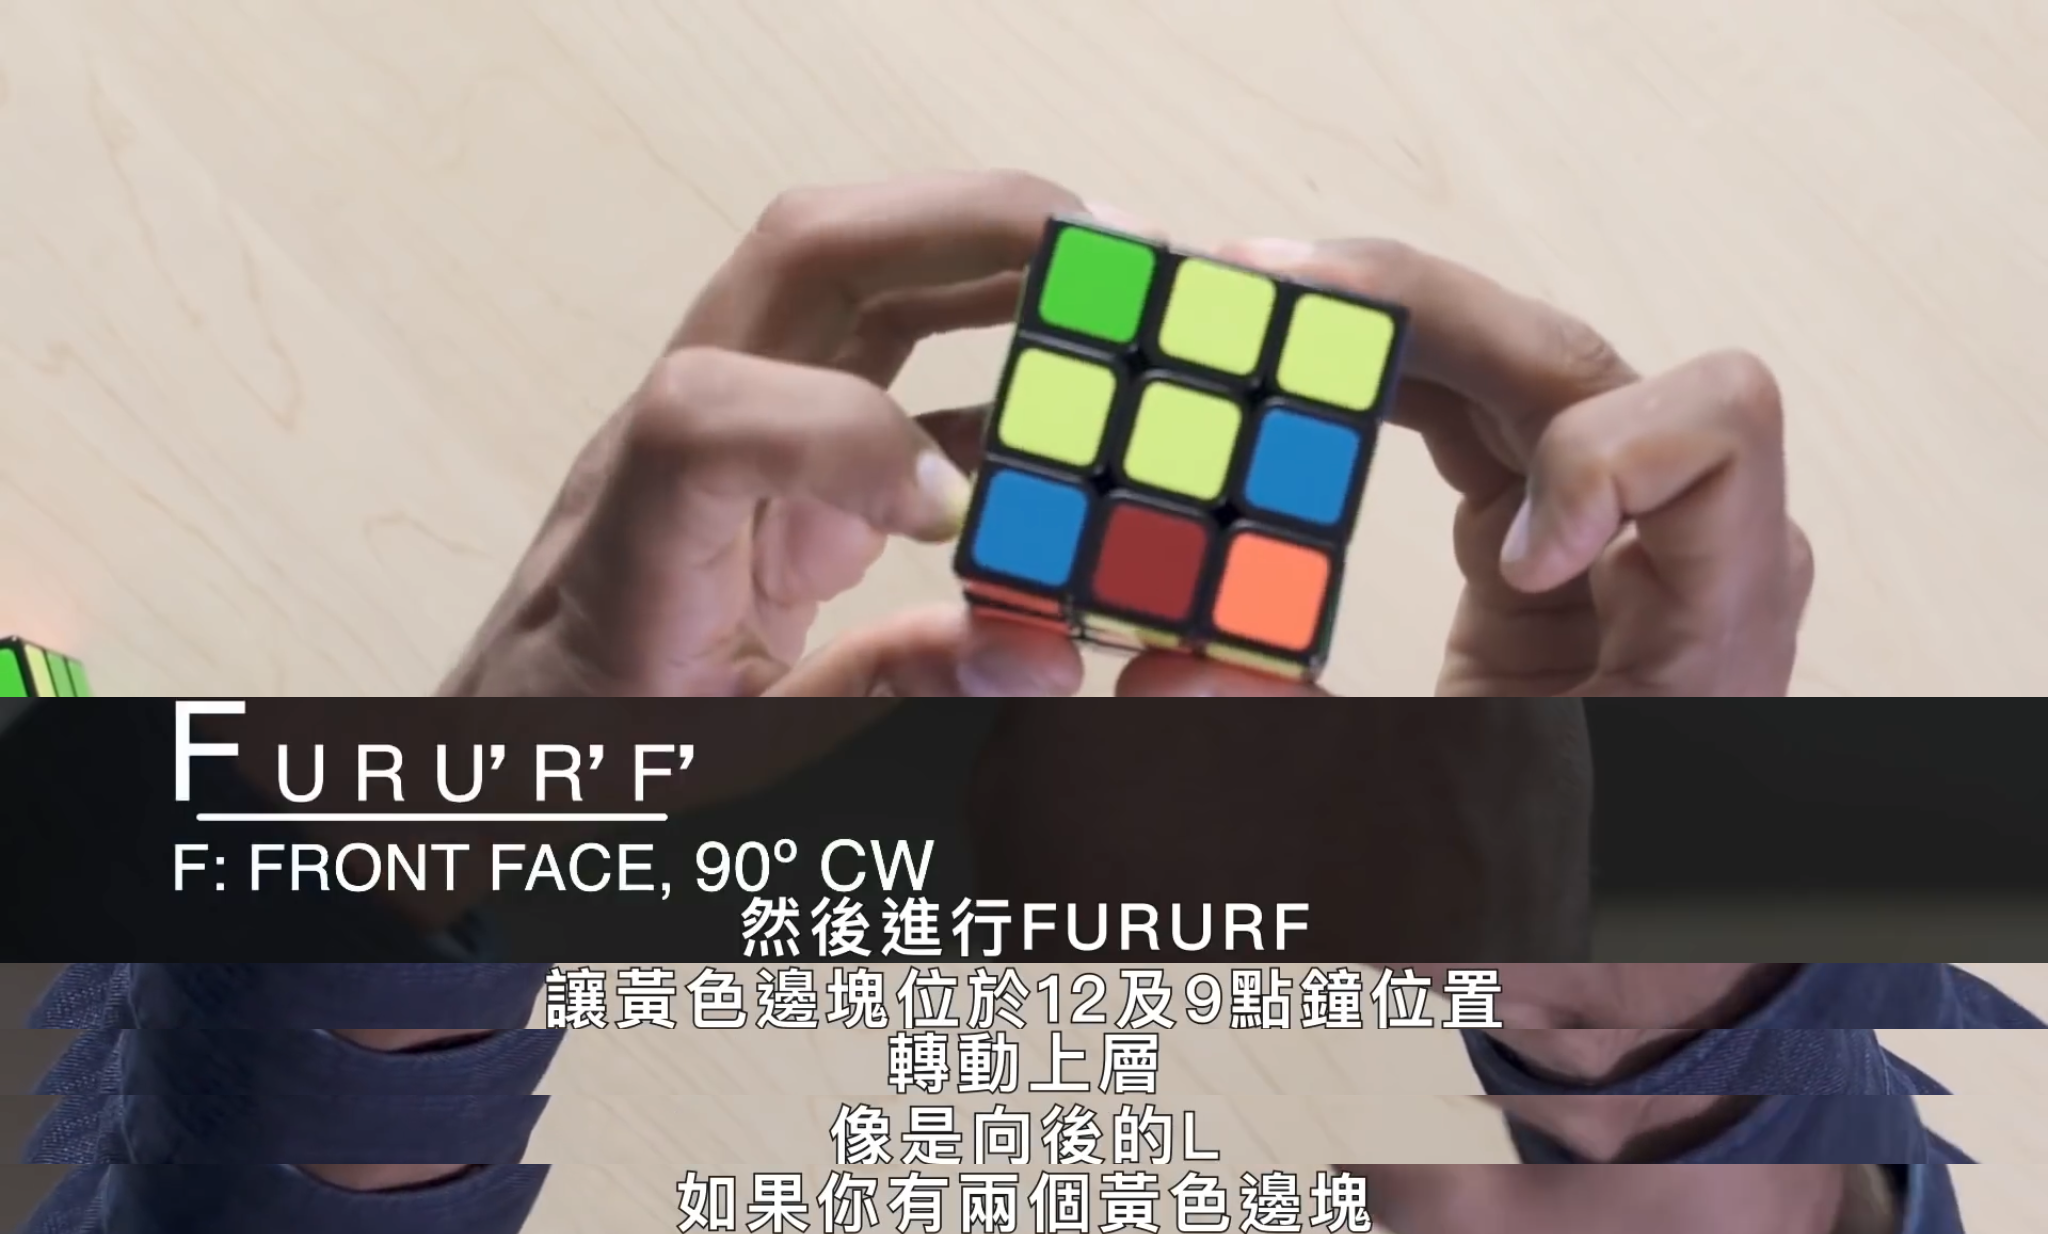 F U R U’ R’ F’
F: FRONT FACE, 90º CW
然後進行FURURF
讓黃色邊塊位於12及9點鐘位置
轉動上層
像是向後的L
如果你有兩個黃色邊塊